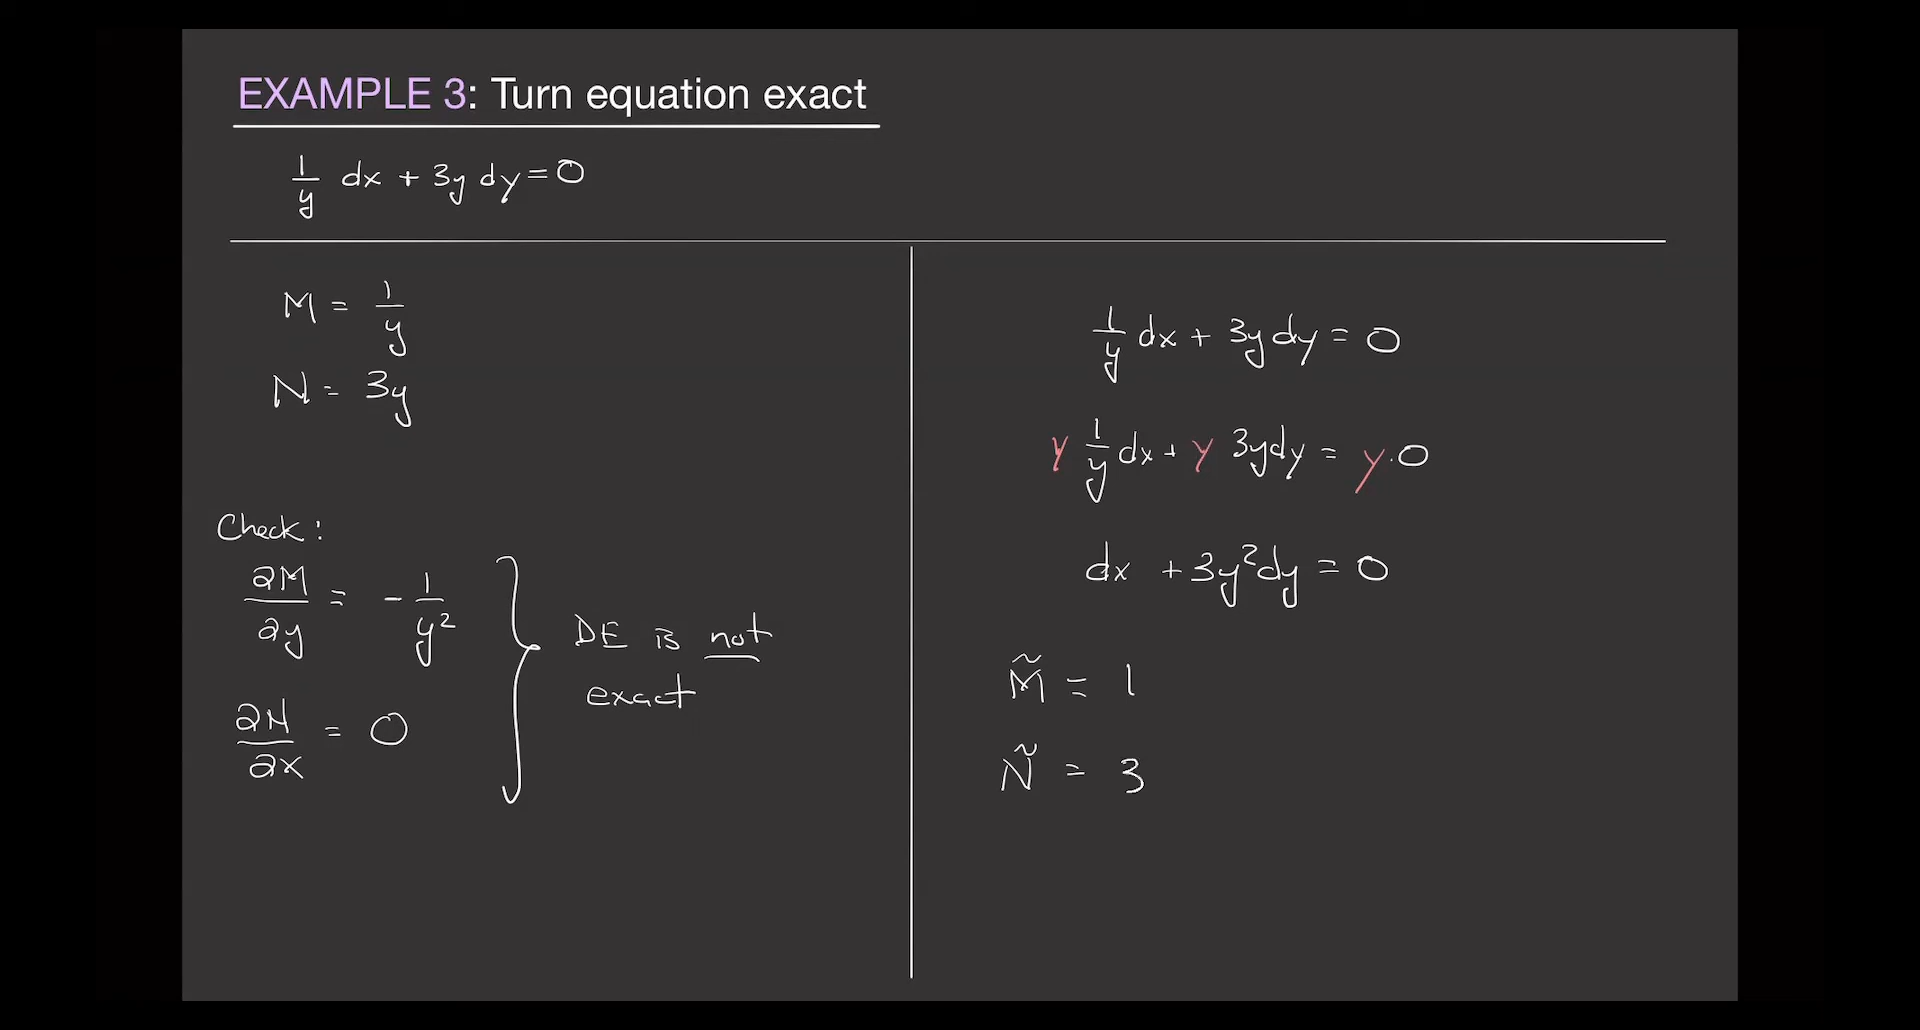 EXAMPLE 3: Turn equation exact
1/y dx + 3y dy = 0
M = 1/y
N = 3y
Check:
∂M/∂y = - 1/y²
∂N/∂x = 0
DE is not
exact
1/y dx + 3y dy = 0
y 1/y dx + y 3y dy = y · 0
dx + 3y² dy = 0
M̃ = 1
Ñ = 3